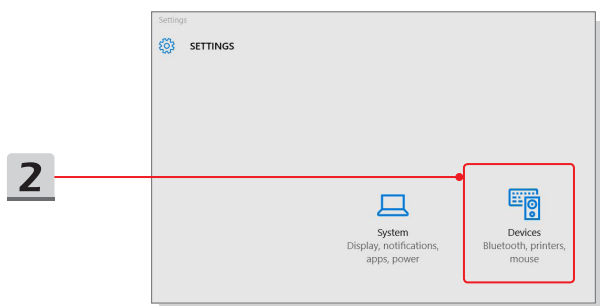 Settings
SETTINGS
2
System
Display, notifications,
apps, power
Devices
Bluetooth, printers,
mouse